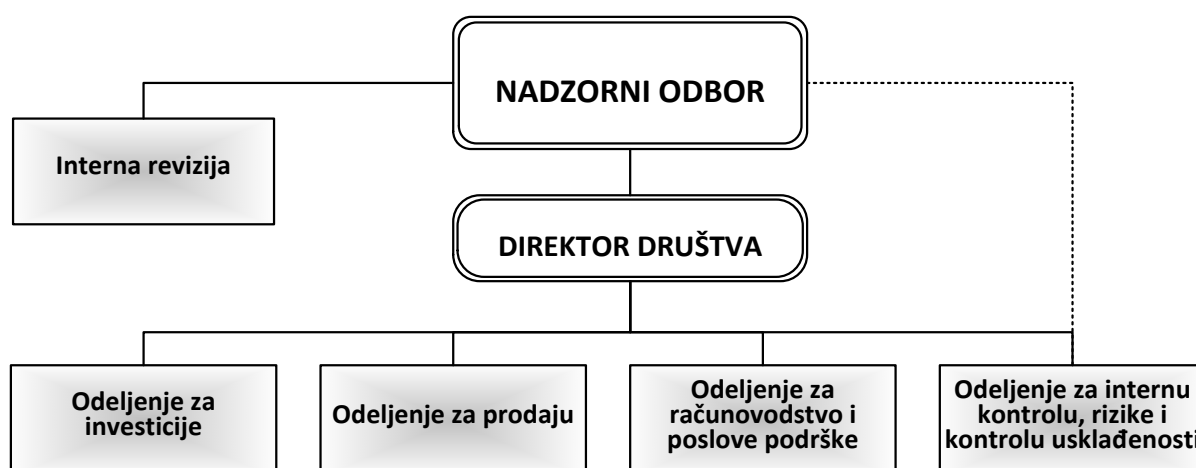 NADZORNI ODBOR
Interna revizija
DIREKTOR DRUŠTVA
Odeljenje za
investicije
Odeljenje za prodaju
Odeljenje za
računovodstvo i
poslove podrške
Odeljenje za internu
kontrolu, rizike i
kontrolu usklađenosti